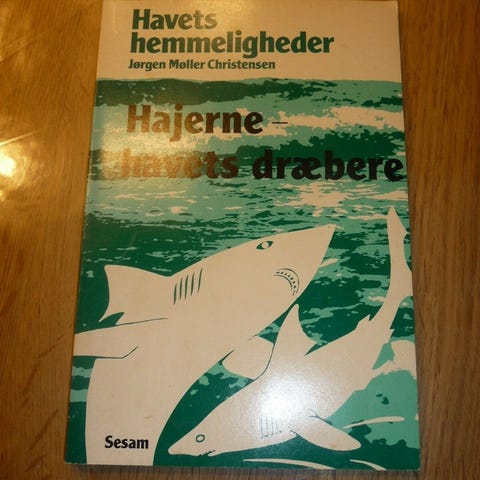 Havets
hemmeligheder
Jørgen Møller Christensen
Hajerne –
havets dræbere
Sesam